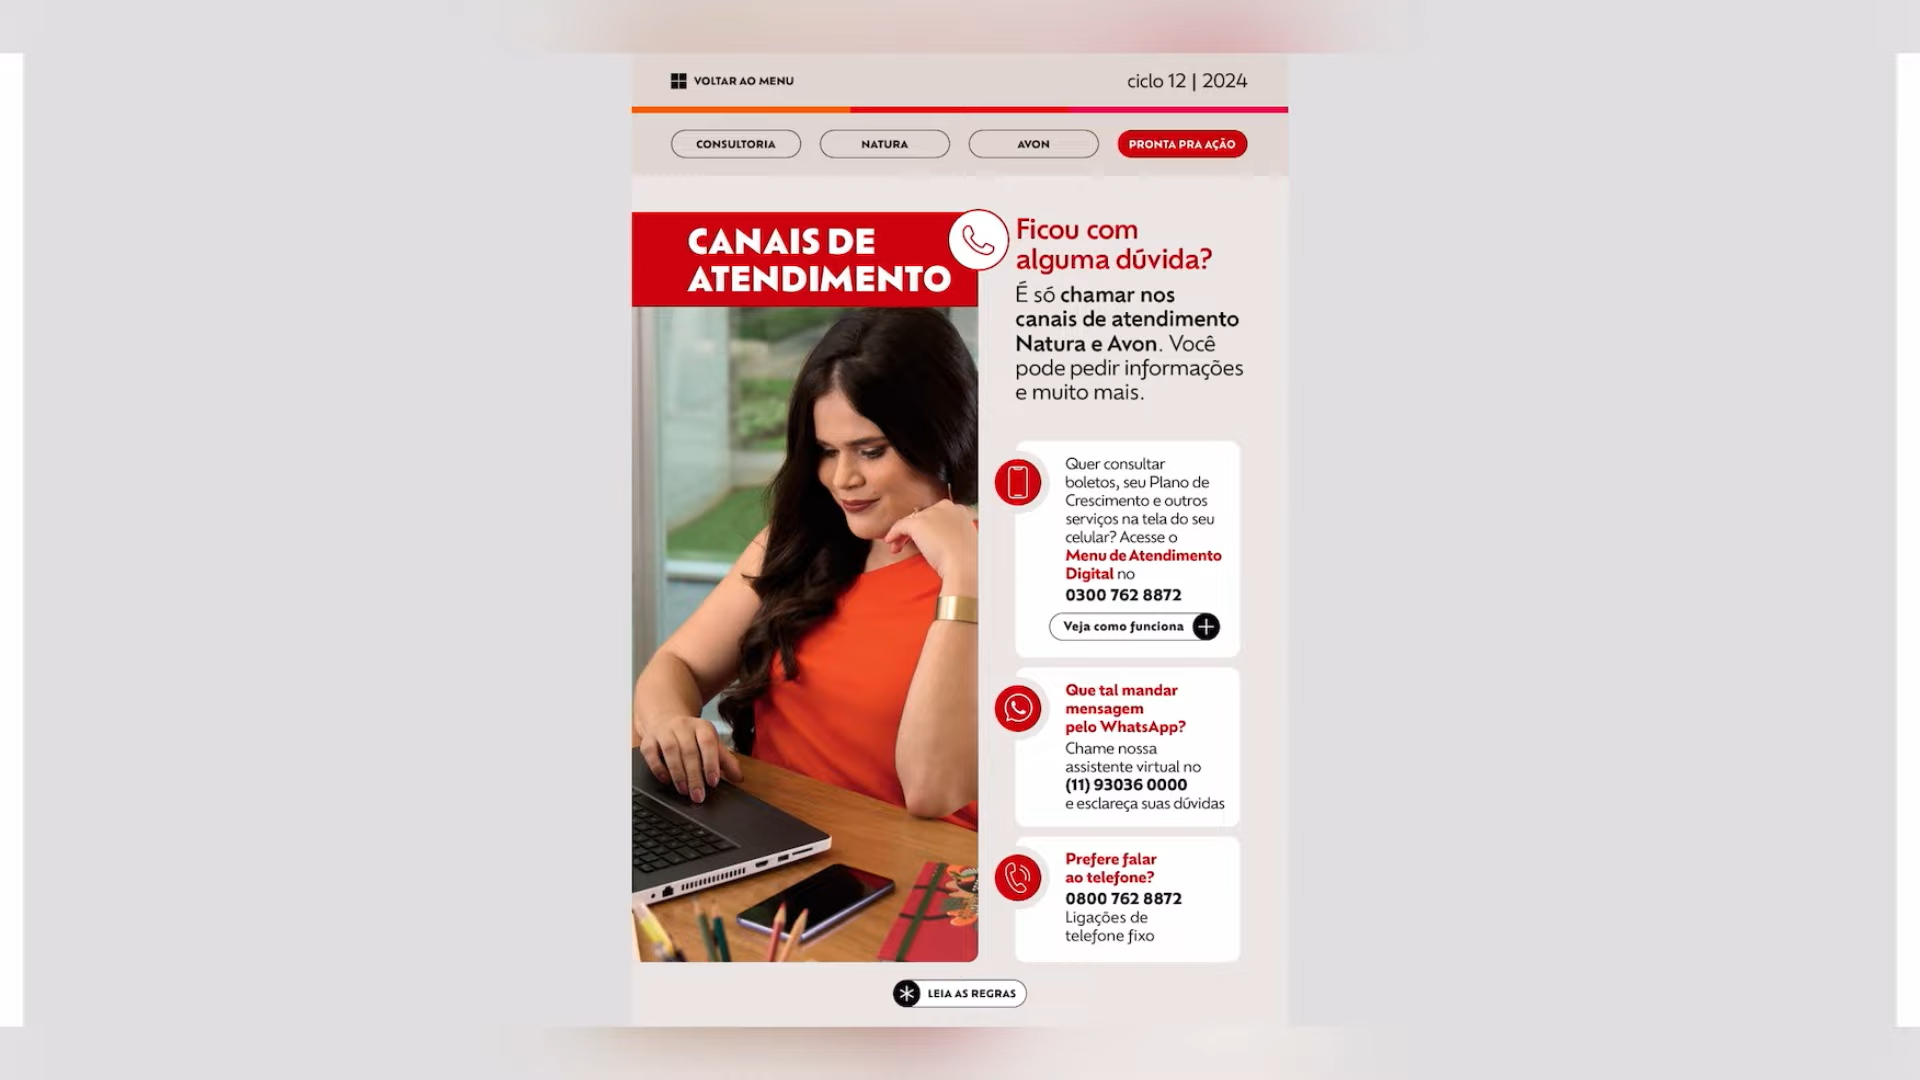 VOLTAR AO MENU
ciclo 12 | 2024
CONSULTORIA
NATURA
AVON
PRONTA PRA AÇÃO
CANAIS DE
ATENDIMENTO
Ficou com
alguma dúvida?
É só chamar nos
canais de atendimento
Natura e Avon. Você
pode pedir informações
e muito mais.
Quer consultar
boletos, seu Plano de
Crescimento e outros
serviços na tela do seu
celular? Acesse o
Menu de Atendimento
Digital no
0300 762 8872
Veja como funciona
Que tal mandar
mensagem
pelo WhatsApp?
Chame nossa
assistente virtual no
(11) 93036 0000
e esclareça suas dúvidas
Prefere falar
ao telefone?
0800 762 8872
Ligações de
telefone fixo
LEIA AS REGRAS